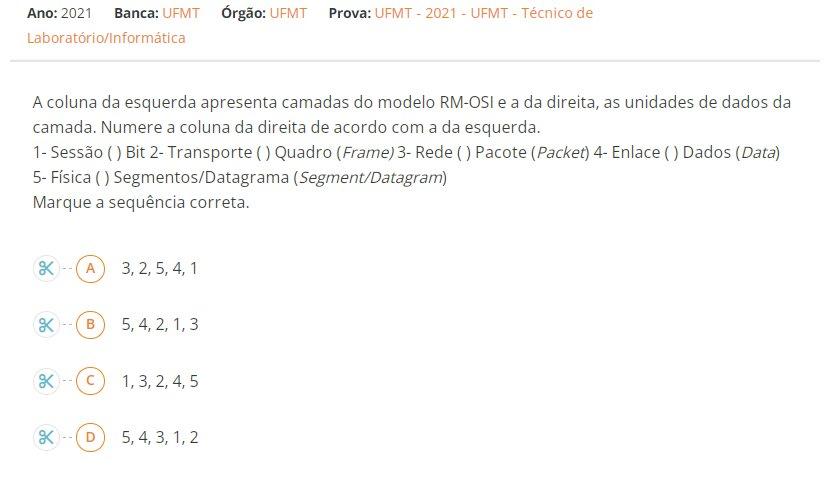 Ano: 2021 Banca: UFMT Órgão: UFMT Prova: UFMT - 2021 - UFMT - Técnico de
Laboratório/Informática
A coluna da esquerda apresenta camadas do modelo RM-OSI e a da direita, as unidades de dados da
camada. Numere a coluna da direita de acordo com a da esquerda.
1- Sessão ( ) Bit 2- Transporte ( ) Quadro (Frame) 3- Rede ( ) Pacote (Packet) 4- Enlace ( ) Dados (Data)
5- Física ( ) Segmentos/Datagrama (Segment/Datagram)
Marque a sequência correta.
A 3, 2, 5, 4, 1
B 5, 4, 2, 1, 3
C 1, 3, 2, 4, 5
D 5, 4, 3, 1, 2